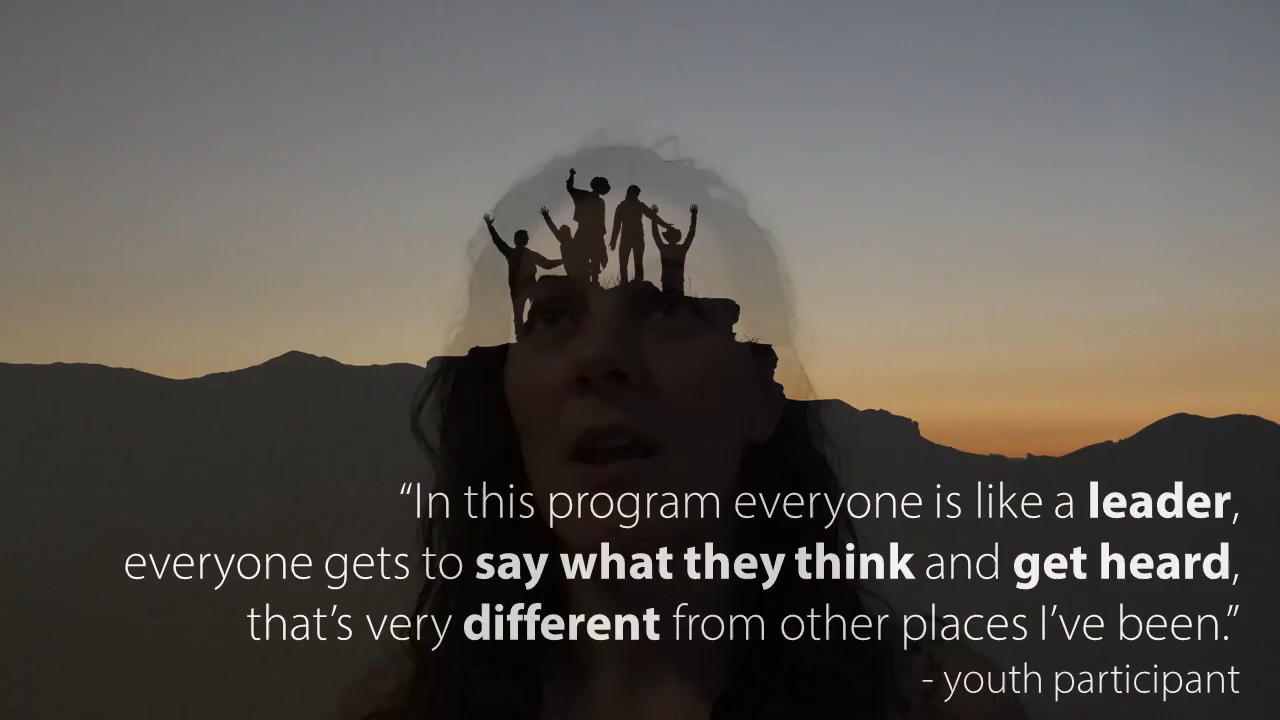 “In this program everyone is like a leader,
everyone gets to say what they think and get heard,
that’s very different from other places I’ve been.”
- youth participant